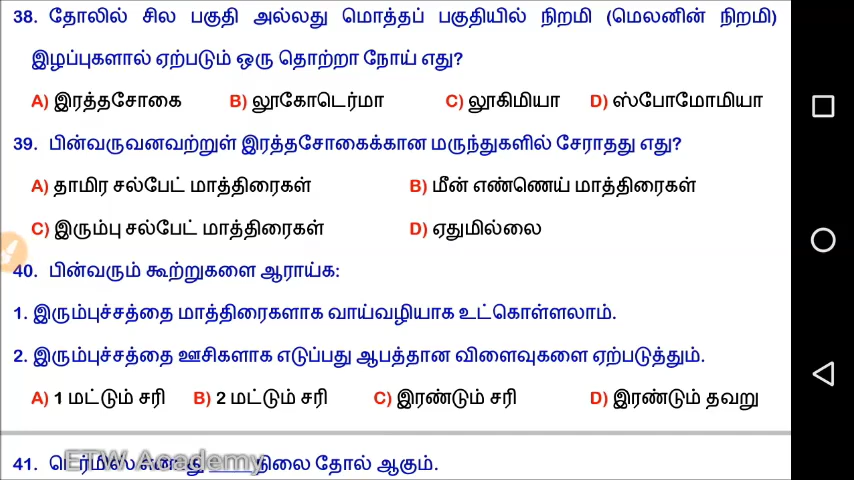 38. தோலில் சில பகுதி அல்லது மொத்தப் பகுதியில் நிறமி (மெலனின் நிறமி)
இழப்புகளால் ஏற்படும் ஒரு தொற்றா நோய் எது?
A) இரத்தசோகை B) லூகோடெர்மா C) லூகிமியா D) ஸ்போமோமியா
39. பின்வருவனவற்றுள் இரத்தசோகைக்கான மருந்துகளில் சேராதது எது?
A) தாமிர சல்பேட் மாத்திரைகள் B) மீன் எண்ணெய் மாத்திரைகள்
C) இரும்பு சல்பேட் மாத்திரைகள் D) ஏதுமில்லை
40. பின்வரும் கூற்றுகளை ஆராய்க:
1. இரும்புச்சத்தை மாத்திரைகளாக வாய்வழியாக உட்கொள்ளலாம்.
2. இரும்புச்சத்தை ஊசிகளாக எடுப்பது ஆபத்தான விளைவுகளை ஏற்படுத்தும்.
A) 1 மட்டும் சரி B) 2 மட்டும் சரி C) இரண்டும் சரி D) இரண்டும் தவறு
ETW Academy
41. நிலை தோல் ஆகும்.